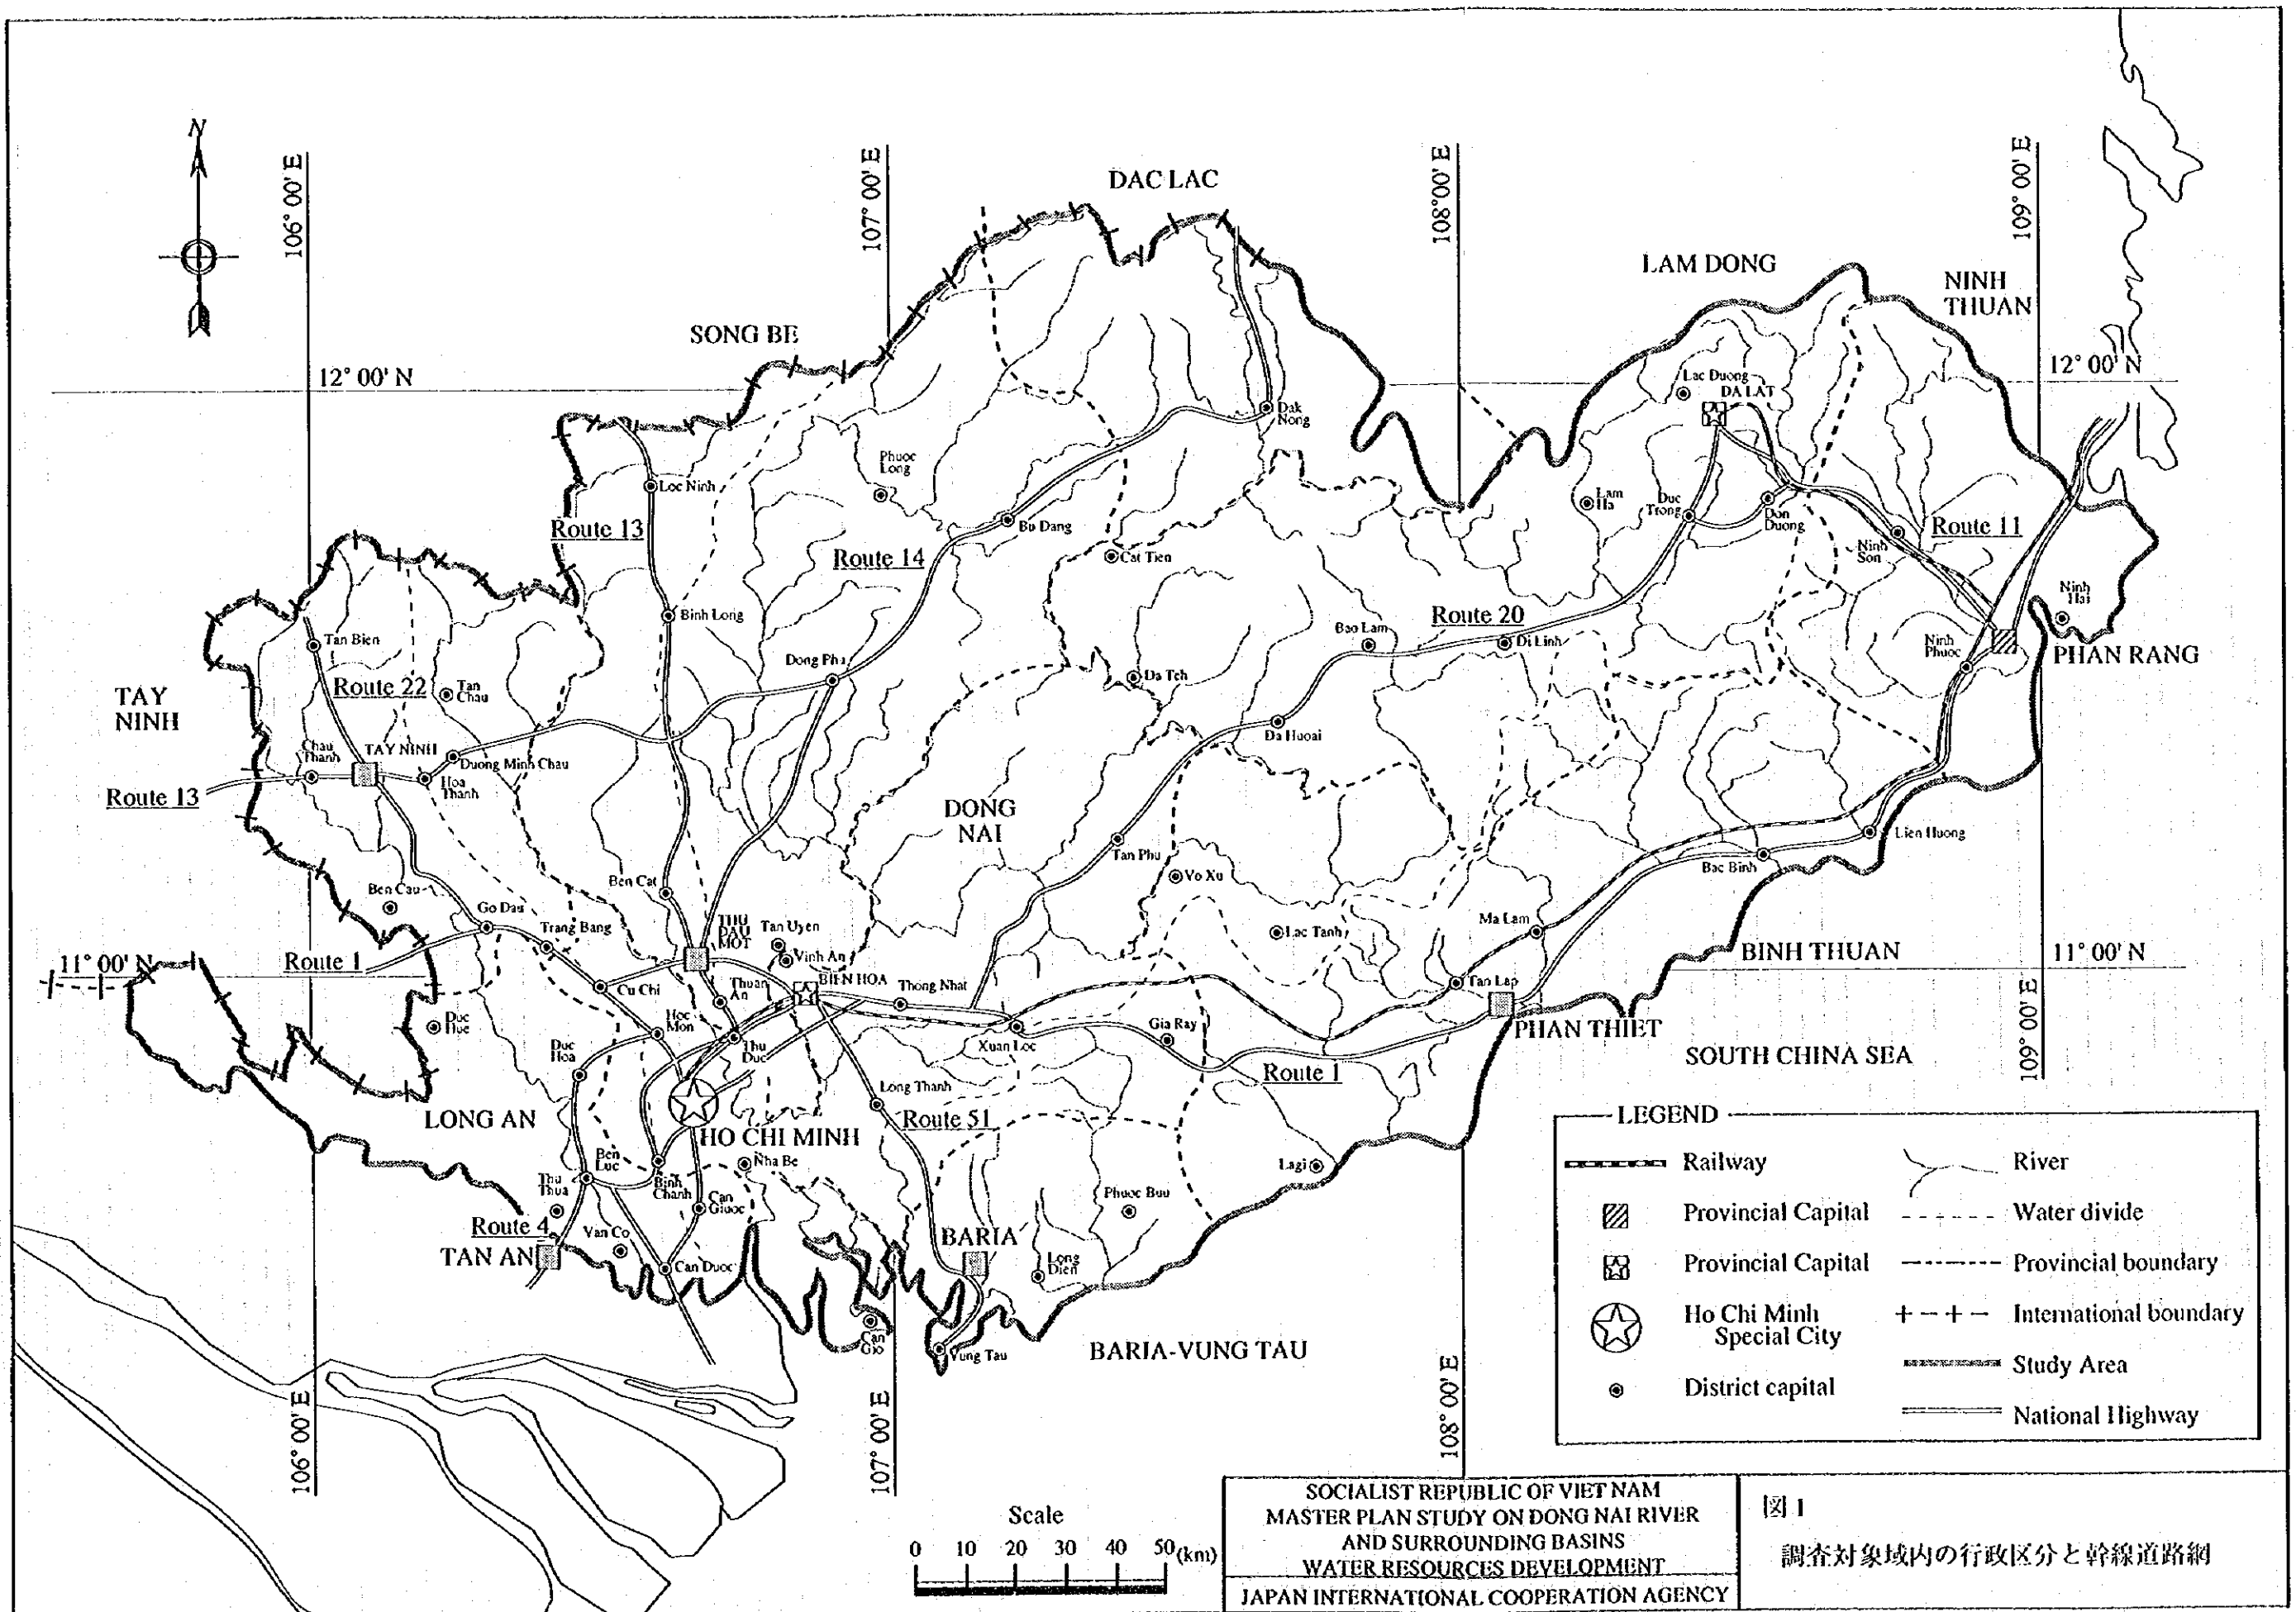 N
106° 00' E
107° 00' E
108° 00' E
109° 00' E
DAC LAC
LAM DONG
NINH
THUAN
SONG BE
12° 00' N
12° 00' N
Lac Duong
DA LAT
Dak
Nong
Phuoc
Long
Loc Ninh
Lam
Ha
Duc
Trong
Don
Duong
Bu Dang
Route 13
Route 11
Route 14
Cat Tien
Ninh
Son
Ninh
Hai
Binh Long
Route 20
Bao Lam
Di Linh
Tan Bien
Dong Phu
Ninh
Phuoc
PHAN RANG
Route 22
Tan
Chau
Da Teh
TAY
NINH
Chau
Thanh
TAY NINH
Duong Minh Chau
Hoa
Thanh
Da Huoai
Route 13
DONG
NAI
Lien Huong
Tan Phu
Bac Binh
Ben Cau
Ben Cat
Vo Xu
Go Dau
Trang Bang
THU
DAU
MOT
Tan Uyen
Ma Lam
Lac Tanh
Vinh An
BINH THUAN
11° 00' N
Route 1
11° 00' N
BIEN HOA
Thong Nhat
Tan Lap
Cu Chi
Thuan
An
Duc
Hue
Hoc
Mon
PHAN THIET
Gia Ray
Xuan Loc
Duc
Hoa
Thu
Duc
SOUTH CHINA SEA
109° 00' E
Route 1
Long Thanh
LONG AN
Route 51
HO CHI MINH
Ben
Luc
Nha Be
Lagi
Thu
Thua
Binh
Chanh
Can
Giuoc
Phuoc Buu
Route 4
Van Co
TAN AN
BARIA
Long
Dien
Can Duoc
Can
Gio
Vung Tau
BARIA-VUNG TAU
106° 00' E
107° 00' E
108° 00' E
LEGEND
Railway
River
Provincial Capital
Water divide
Provincial Capital
Provincial boundary
Ho Chi Minh
Special City
International boundary
Study Area
District capital
National Highway
Scale
0 10 20 30 40 50 (km)
SOCIALIST REPUBLIC OF VIET NAM
MASTER PLAN STUDY ON DONG NAI RIVER
AND SURROUNDING BASINS
WATER RESOURCES DEVELOPMENT
JAPAN INTERNATIONAL COOPERATION AGENCY
図 1
調査対象域内の行政区分と幹線道路網